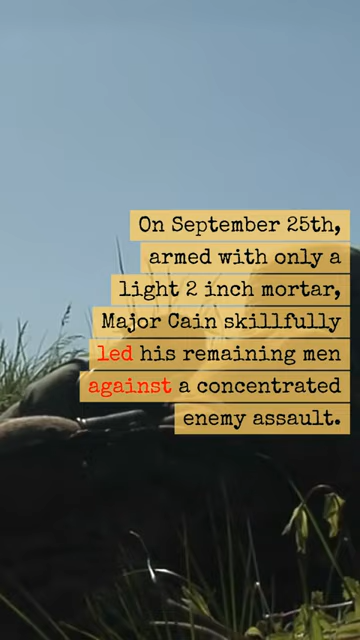 On September 25th,
armed with only a
light 2 inch mortar,
Major Cain skillfully
led his remaining men
against a concentrated
enemy assault.